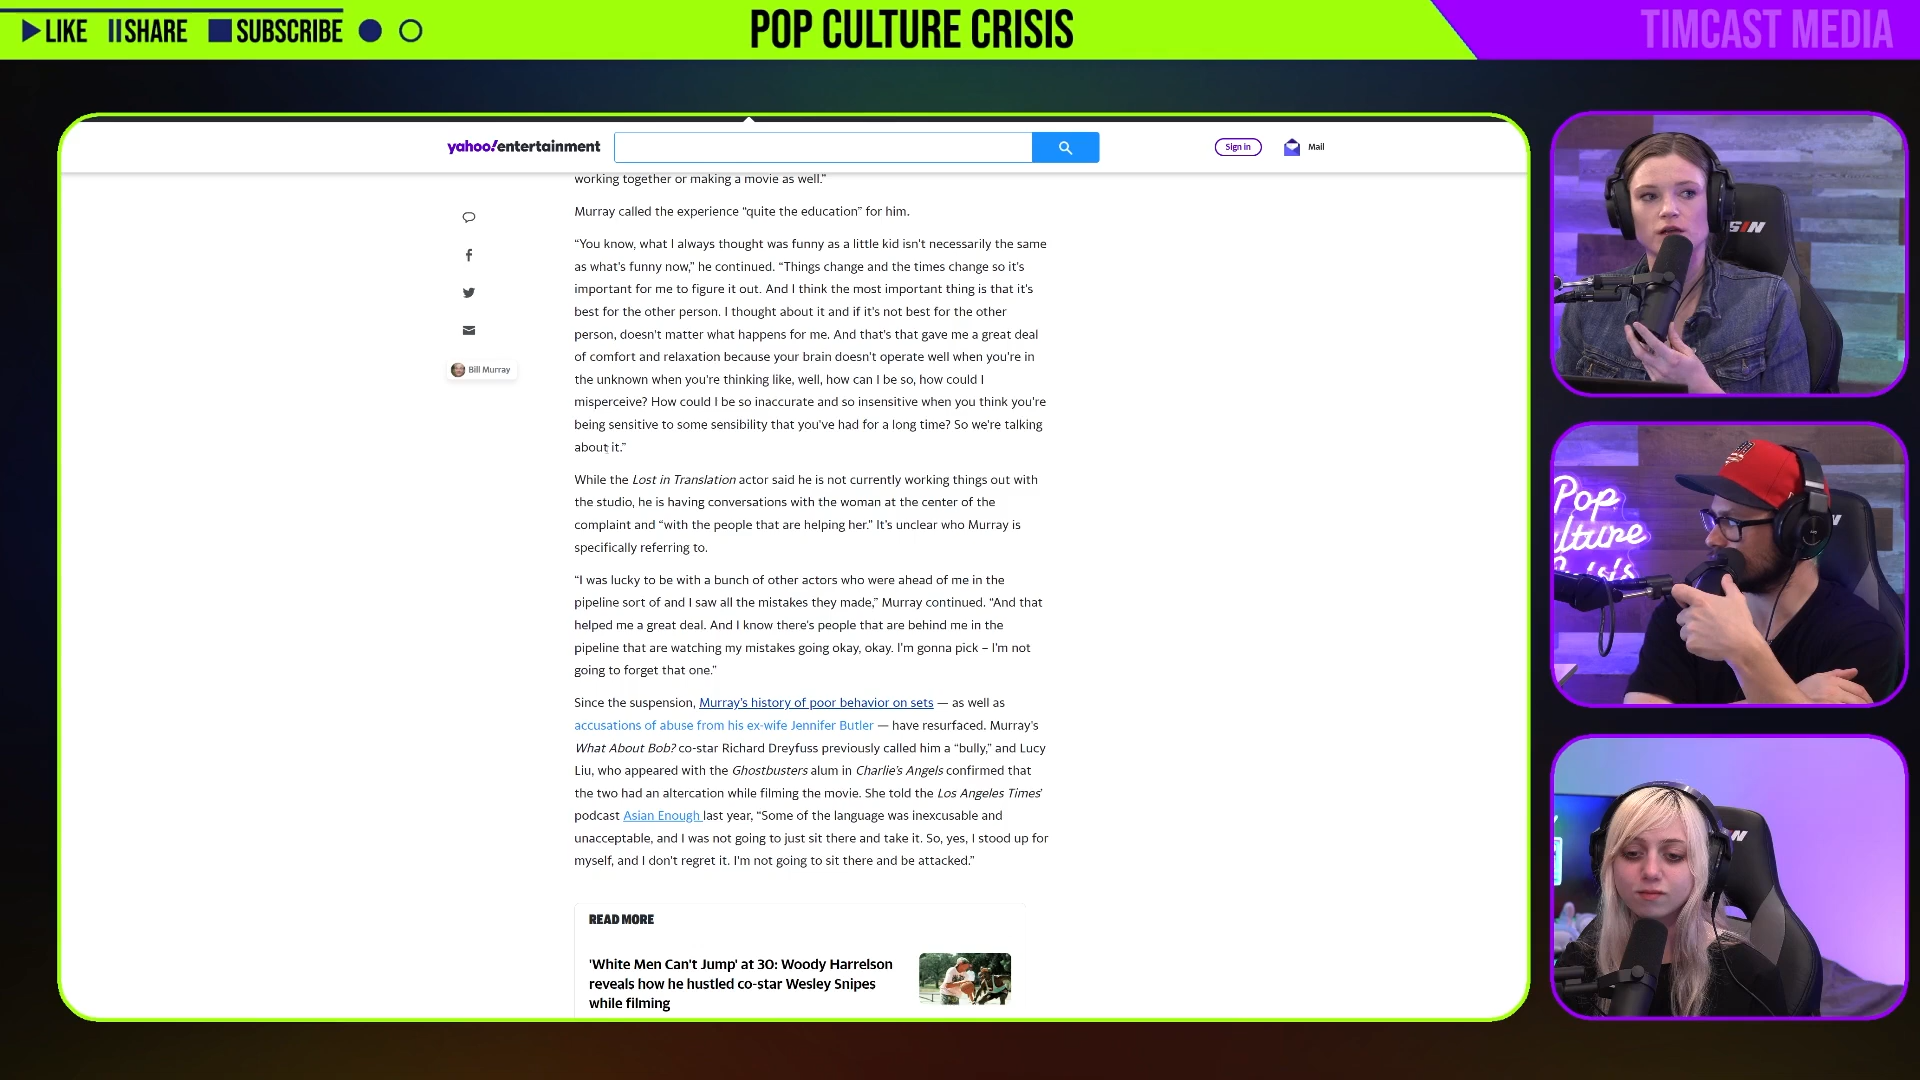 LIKE SHARE SUBSCRIBE
POP CULTURE CRISIS
TIMCAST MEDIA
yahoo!entertainment
Sign in
Mail
working together or making a movie as well.”
Murray called the experience “quite the education” for him.
“You know, what I always thought was funny as a little kid isn't necessarily the same
as what's funny now,” he continued. “Things change and the times change so it's
important for me to figure it out. And I think the most important thing is that it's
best for the other person. I thought about it and if it's not best for the other
person, doesn't matter what happens for me. And that's that gave me a great deal
of comfort and relaxation because your brain doesn't operate well when you're in
the unknown when you're thinking like, well, how can I be so, how could I
misperceive? How could I be so inaccurate and so insensitive when you think you're
being sensitive to some sensibility that you've had for a long time? So we're talking
about it.”
Bill Murray
While the Lost in Translation actor said he is not currently working things out with
the studio, he is having conversations with the woman at the center of the
complaint and “with the people that are helping her.” It's unclear who Murray is
specifically referring to.
“I was lucky to be with a bunch of other actors who were ahead of me in the
pipeline sort of and I saw all the mistakes they made,” Murray continued. “And that
helped me a great deal. And I know there's people that are behind me in the
pipeline that are watching my mistakes going okay, okay. I'm gonna pick – I'm not
going to forget that one.”
Since the suspension, Murray's history of poor behavior on sets — as well as
accusations of abuse from his ex-wife Jennifer Butler — have resurfaced. Murray's
What About Bob? co-star Richard Dreyfuss previously called him a “bully,” and Lucy
Liu, who appeared with the Ghostbusters alum in Charlie's Angels confirmed that
the two had an altercation while filming the movie. She told the Los Angeles Times'
podcast Asian Enough last year, “Some of the language was inexcusable and
unacceptable, and I was not going to just sit there and take it. So, yes, I stood up for
myself, and I don't regret it. I'm not going to sit there and be attacked.”
READ MORE
'White Men Can't Jump' at 30: Woody Harrelson
reveals how he hustled co-star Wesley Snipes
while filming
Pop